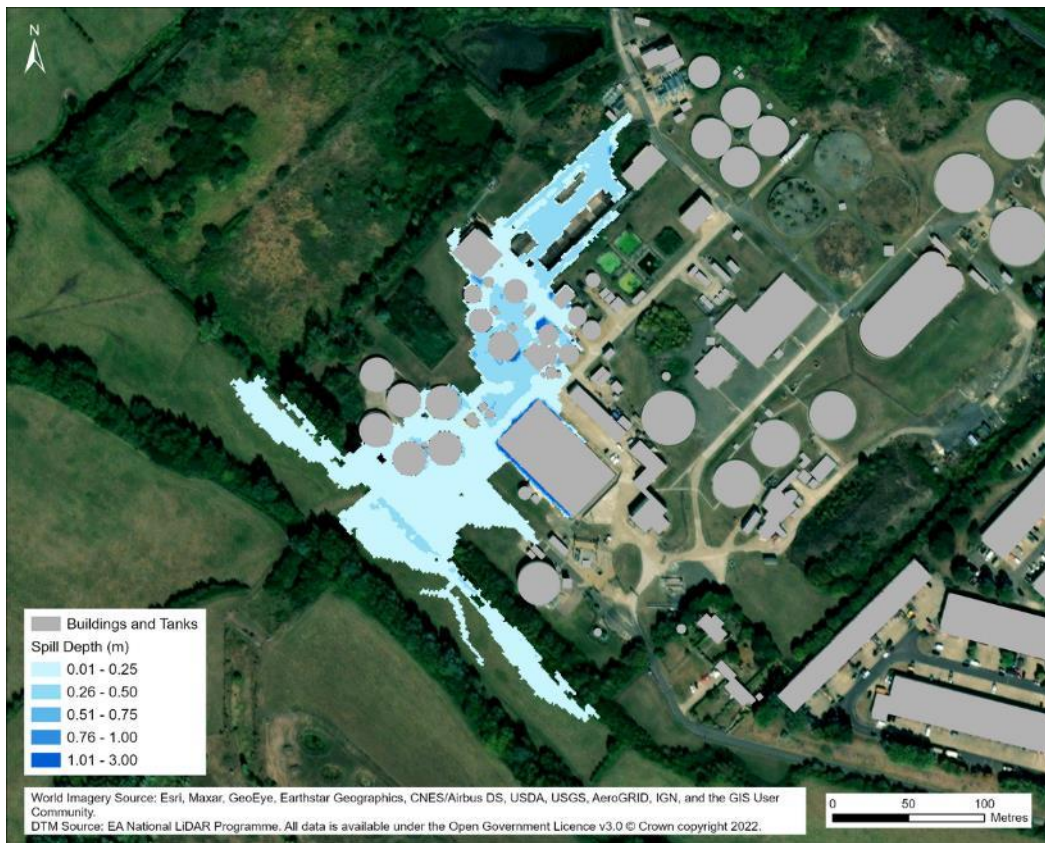 N
Buildings and Tanks
Spill Depth (m)
0.01 - 0.25
0.26 - 0.50
0.51 - 0.75
0.76 - 1.00
1.01 - 3.00
World Imagery Source: Esri, Maxar, GeoEye, Earthstar Geographics, CNES/Airbus DS, USDA, USGS, AeroGRID, IGN, and the GIS User
Community.
DTM Source: EA National LiDAR Programme. All data is available under the Open Government Licence v3.0 © Crown copyright 2022.
0 50 100
Metres